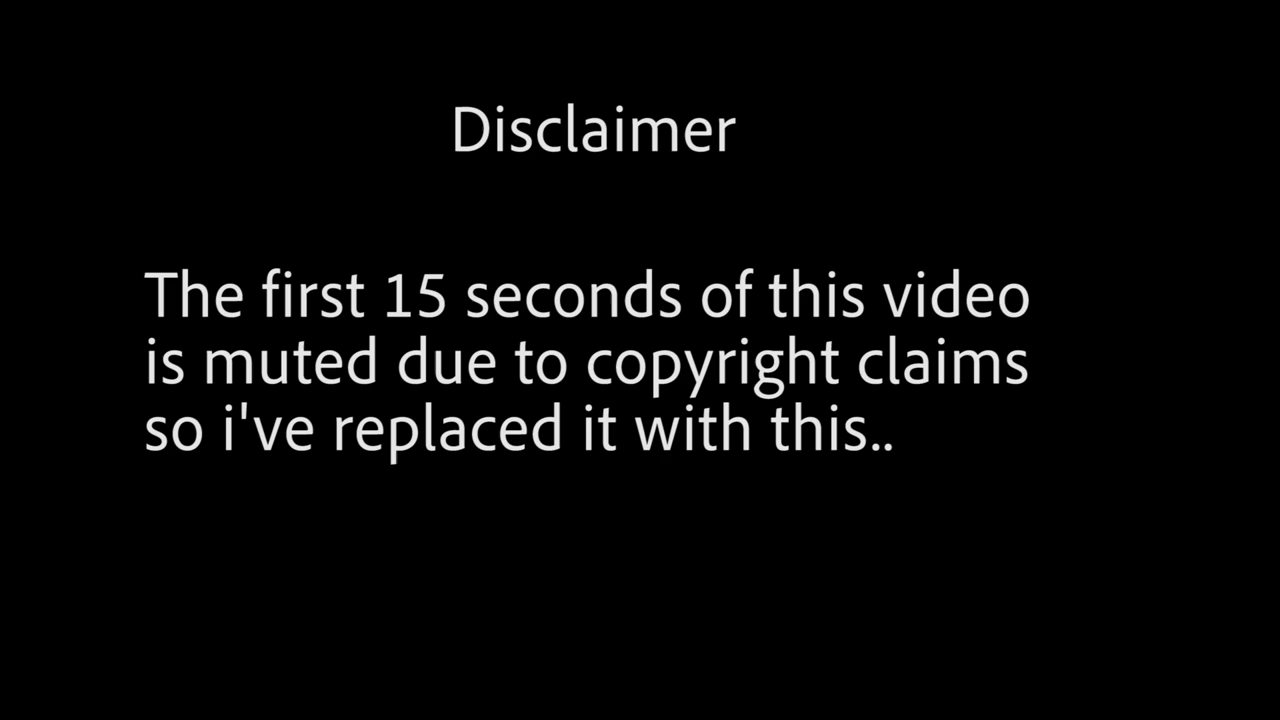 Disclaimer
The first 15 seconds of this video
is muted due to copyright claims
so i've replaced it with this..